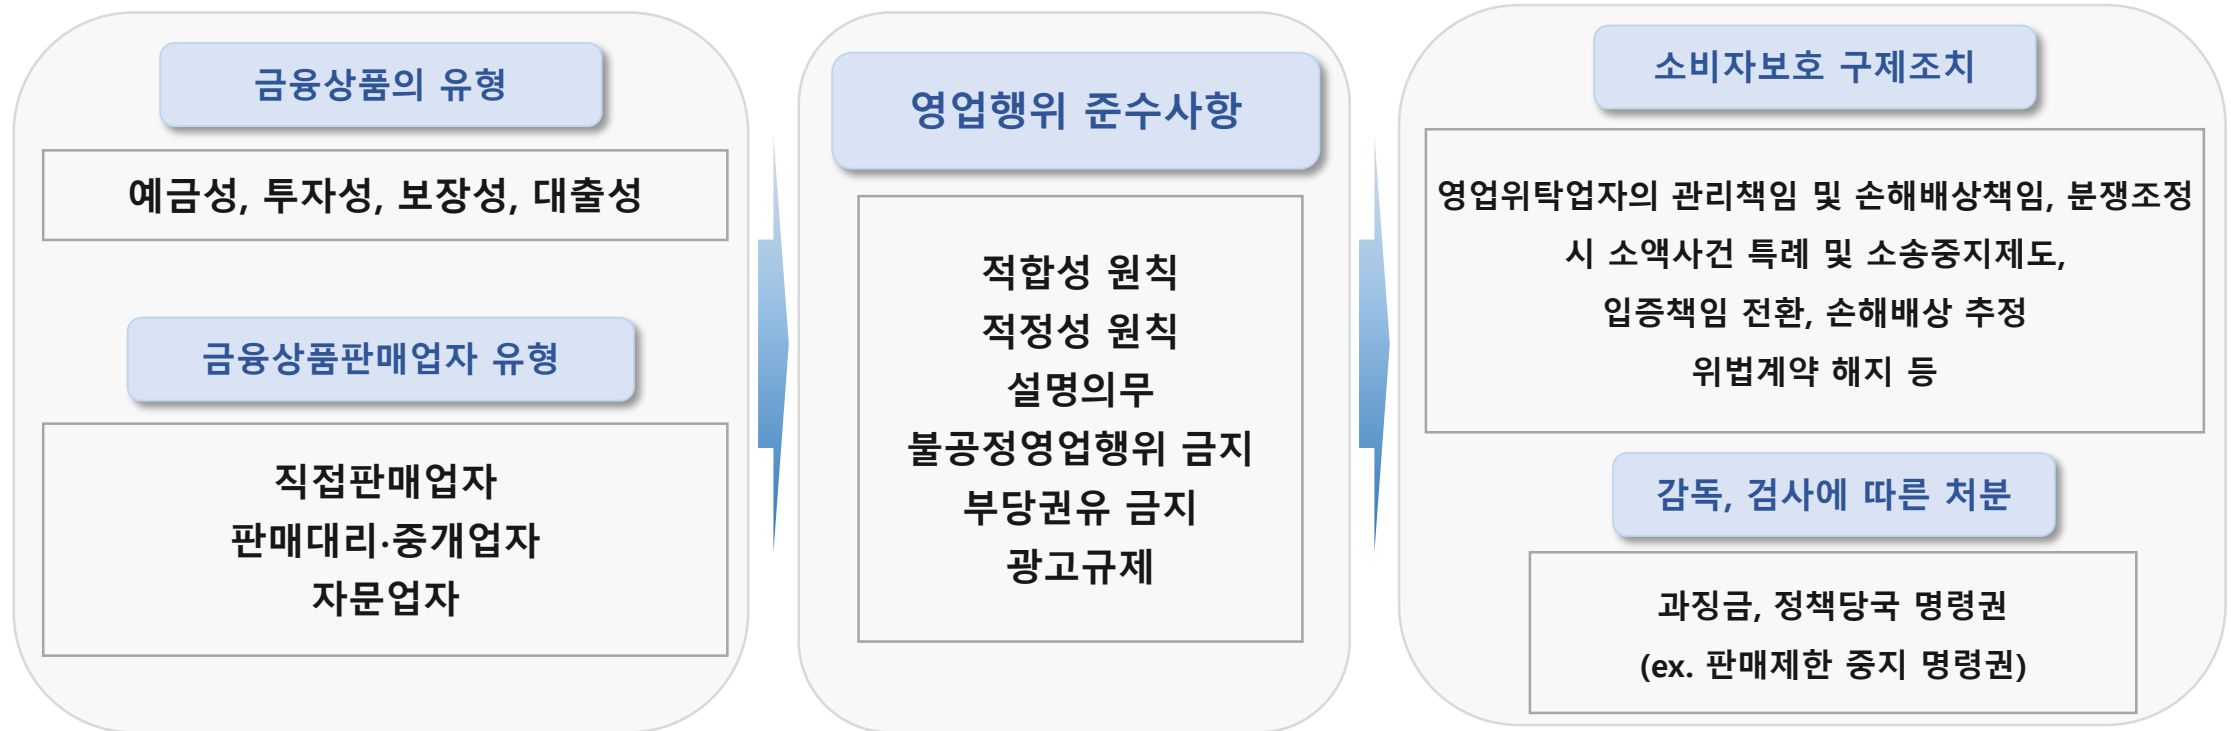 금융상품의 유형
예금성, 투자성, 보장성, 대출성
금융상품판매업자 유형
직접판매업자
판매대리·중개업자
자문업자
영업행위 준수사항
적합성 원칙
적정성 원칙
설명의무
불공정영업행위 금지
부당권유 금지
광고규제
소비자보호 구제조치
영업위탁업자의 관리책임 및 손해배상책임, 분쟁조정
시 소액사건 특례 및 소송중지제도,
입증책임 전환, 손해배상 추정
위법계약 해지 등
감독, 검사에 따른 처분
과징금, 정책당국 명령권
(ex. 판매제한 중지 명령권)